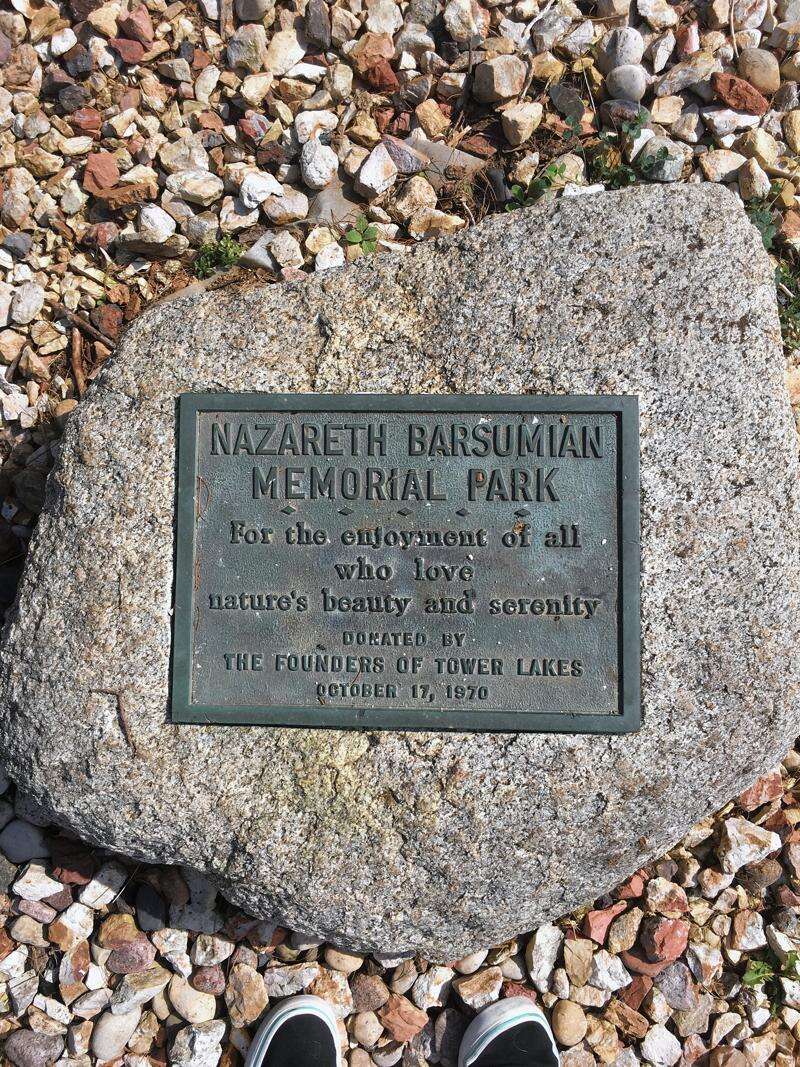 NAZARETH BARSUMIAN
MEMORIAL PARK
For the enjoyment of all
who love
nature's beauty and serenity
DONATED BY
THE FOUNDERS OF TOWER LAKES
OCTOBER 17, 1970